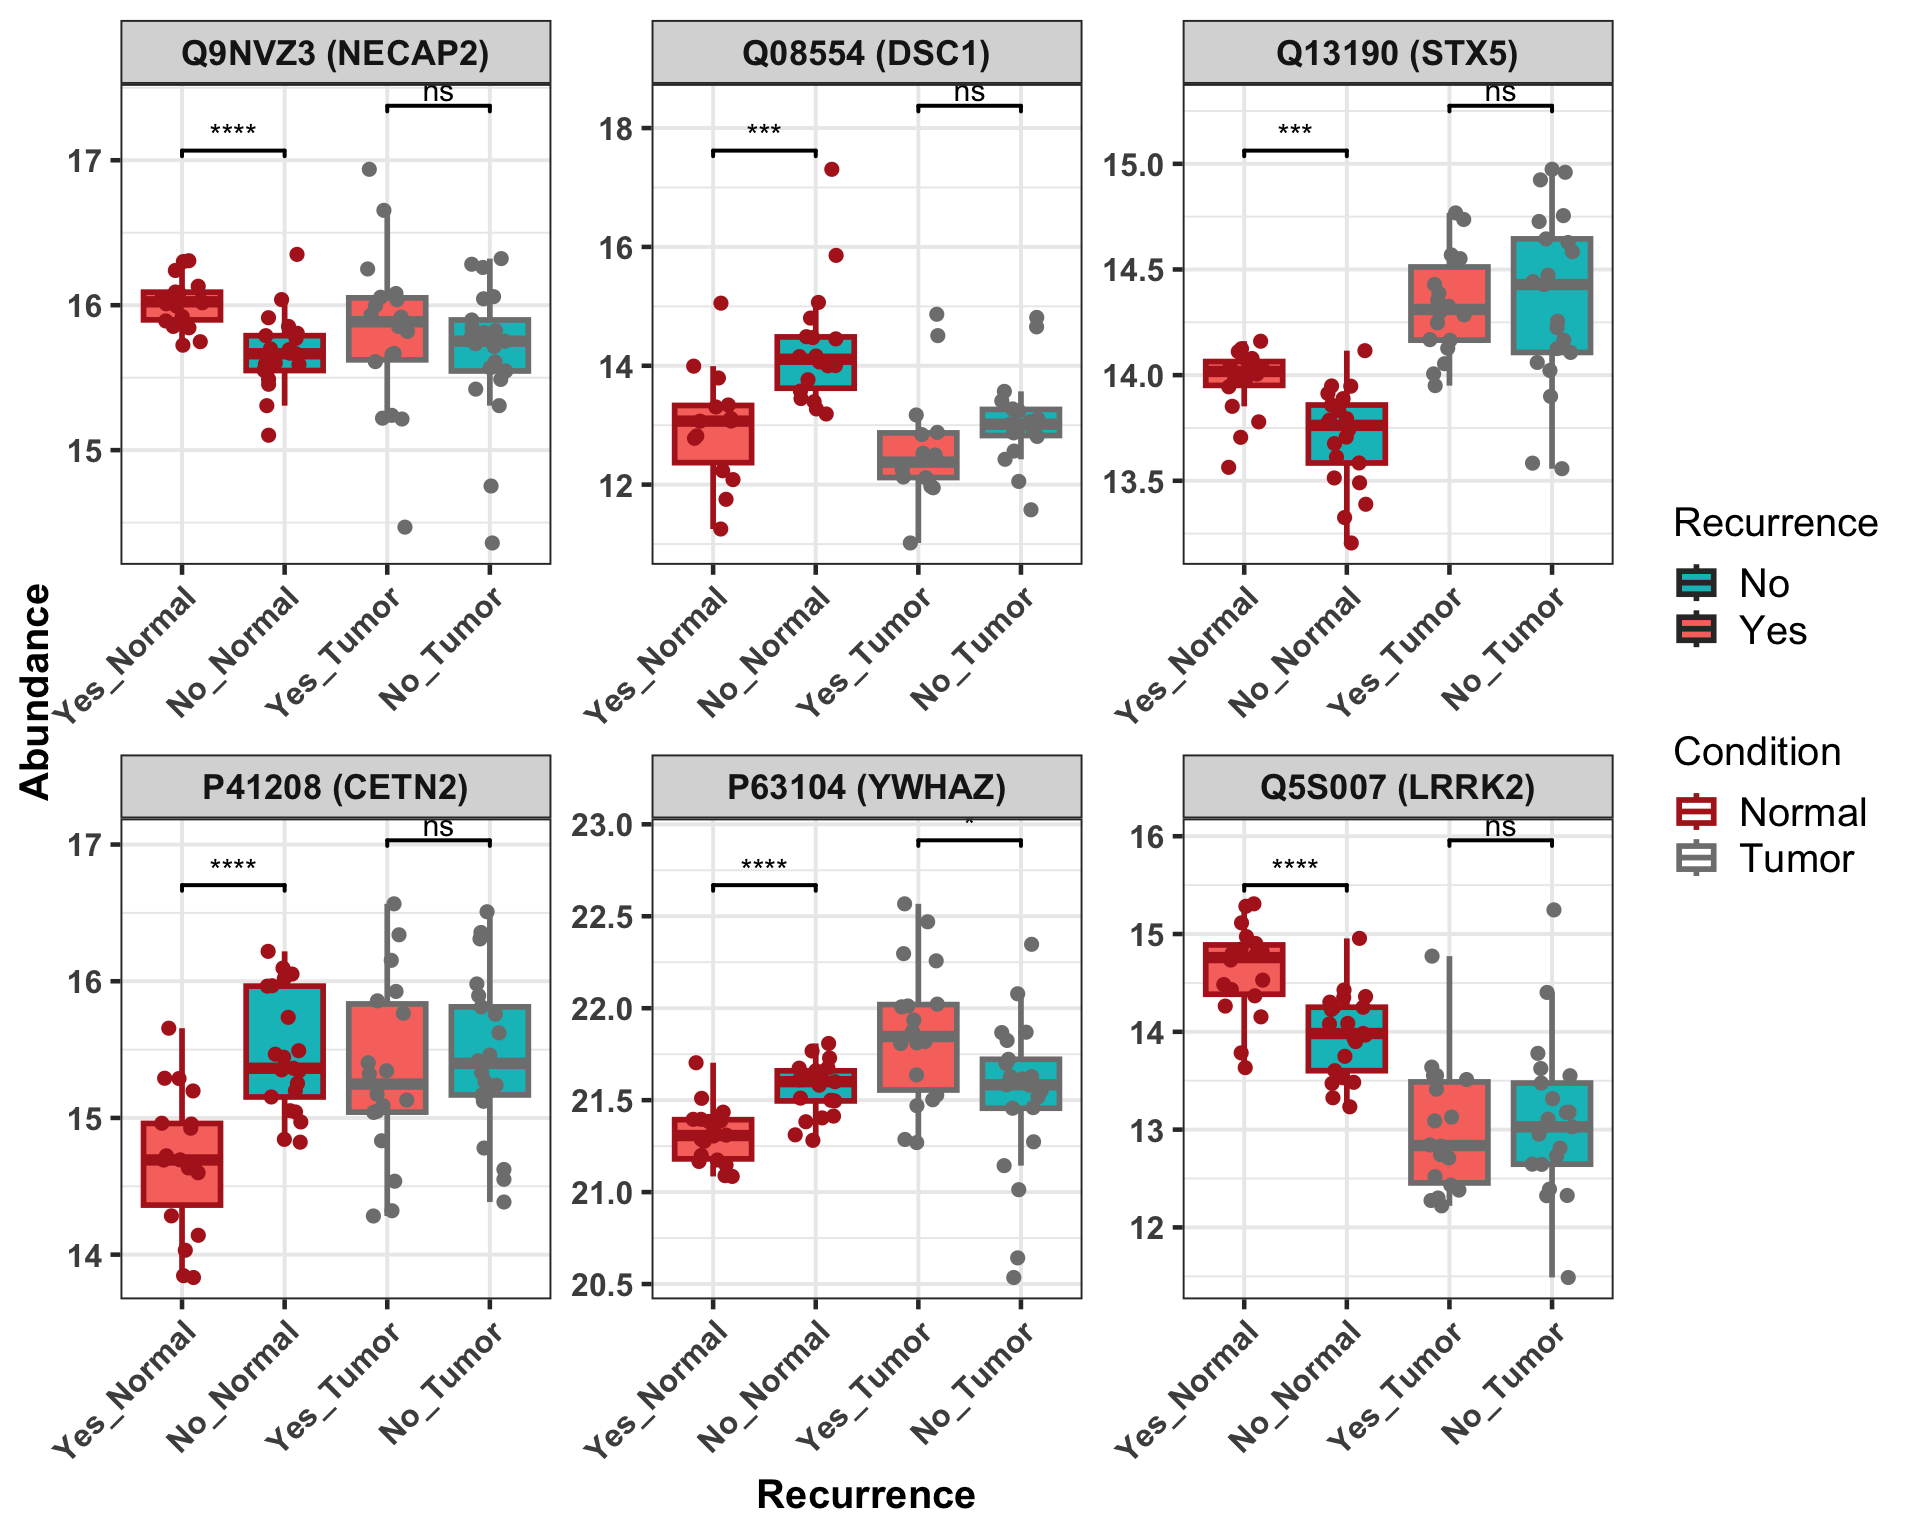 Q9NVZ3 (NECAP2)
ns
****
17
16
15
Yes_Normal
No_Normal
Yes_Tumor
No_Tumor
Q08554 (DSC1)
ns
***
18
16
14
12
Yes_Normal
No_Normal
Yes_Tumor
No_Tumor
Q13190 (STX5)
ns
***
15.0
14.5
14.0
13.5
Yes_Normal
No_Normal
Yes_Tumor
No_Tumor
Abundance
P41208 (CETN2)
ns
****
17
16
15
14
Yes_Normal
No_Normal
Yes_Tumor
No_Tumor
P63104 (YWHAZ)
*
****
23.0
22.5
22.0
21.5
21.0
20.5
Yes_Normal
No_Normal
Yes_Tumor
No_Tumor
Q5S007 (LRRK2)
ns
****
16
15
14
13
12
Yes_Normal
No_Normal
Yes_Tumor
No_Tumor
Recurrence
Recurrence
No
Yes
Condition
Normal
Tumor